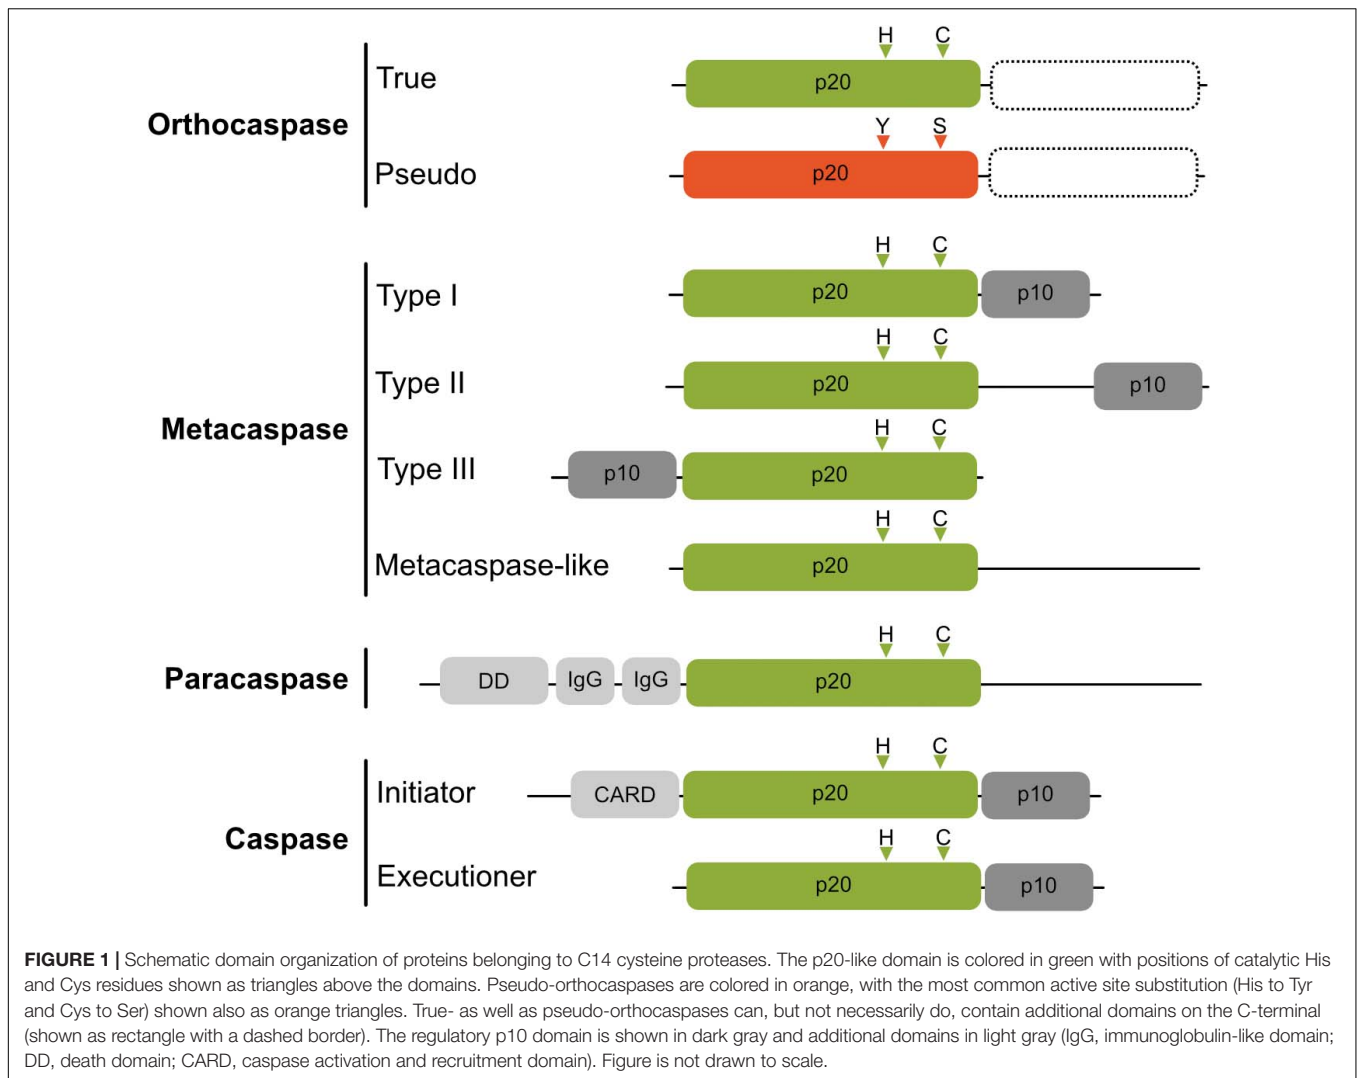 H C
True p20
Orthocaspase
Y S
Pseudo p20
H C
Type I p20 p10
H C
Type II p20 p10
Metacaspase
H C
Type III p10 p20
H C
Metacaspase-like p20
H C
Paracaspase DD IgG IgG p20
H C
Initiator CARD p20 p10
Caspase
H C
Executioner p20 p10
FIGURE 1 | Schematic domain organization of proteins belonging to C14 cysteine proteases. The p20-like domain is colored in green with positions of catalytic His
and Cys residues shown as triangles above the domains. Pseudo-orthocaspases are colored in orange, with the most common active site substitution (His to Tyr
and Cys to Ser) shown also as orange triangles. True- as well as pseudo-orthocaspases can, but not necessarily do, contain additional domains on the C-terminal
(shown as rectangle with a dashed border). The regulatory p10 domain is shown in dark gray and additional domains in light gray (IgG, immunoglobulin-like domain;
DD, death domain; CARD, caspase activation and recruitment domain). Figure is not drawn to scale.